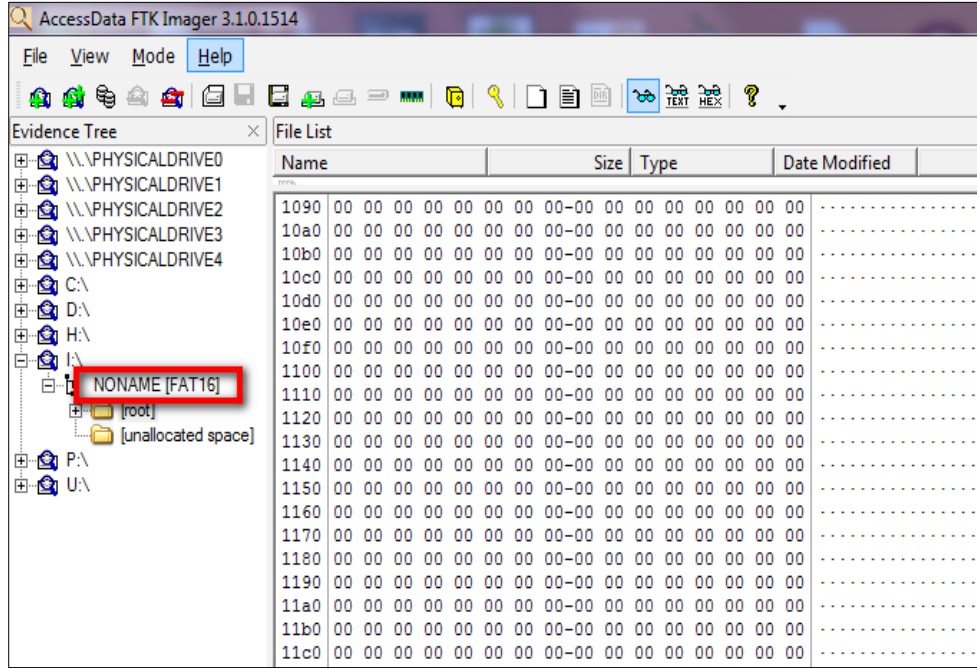 AccessData FTK Imager 3.1.0.1514
File View Mode Help
DIR TEXT HEX
Evidence Tree
\\.\PHYSICALDRIVE0
\\.\PHYSICALDRIVE1
\\.\PHYSICALDRIVE2
\\.\PHYSICALDRIVE3
\\.\PHYSICALDRIVE4
C:\
D:\
H:\
I:\
NONAME [FAT16]
[root]
[unallocated space]
P:\
U:\
File List
Name Size Type Date Modified
1090 00 00 00 00 00 00 00 00-00 00 00 00 00 00 00 00 ................
10a0 00 00 00 00 00 00 00 00-00 00 00 00 00 00 00 00 ................
10b0 00 00 00 00 00 00 00 00-00 00 00 00 00 00 00 00 ................
10c0 00 00 00 00 00 00 00 00-00 00 00 00 00 00 00 00 ................
10d0 00 00 00 00 00 00 00 00-00 00 00 00 00 00 00 00 ................
10e0 00 00 00 00 00 00 00 00-00 00 00 00 00 00 00 00 ................
10f0 00 00 00 00 00 00 00 00-00 00 00 00 00 00 00 00 ................
1100 00 00 00 00 00 00 00 00-00 00 00 00 00 00 00 00 ................
1110 00 00 00 00 00 00 00 00-00 00 00 00 00 00 00 00 ................
1120 00 00 00 00 00 00 00 00-00 00 00 00 00 00 00 00 ................
1130 00 00 00 00 00 00 00 00-00 00 00 00 00 00 00 00 ................
1140 00 00 00 00 00 00 00 00-00 00 00 00 00 00 00 00 ................
1150 00 00 00 00 00 00 00 00-00 00 00 00 00 00 00 00 ................
1160 00 00 00 00 00 00 00 00-00 00 00 00 00 00 00 00 ................
1170 00 00 00 00 00 00 00 00-00 00 00 00 00 00 00 00 ................
1180 00 00 00 00 00 00 00 00-00 00 00 00 00 00 00 00 ................
1190 00 00 00 00 00 00 00 00-00 00 00 00 00 00 00 00 ................
11a0 00 00 00 00 00 00 00 00-00 00 00 00 00 00 00 00 ................
11b0 00 00 00 00 00 00 00 00-00 00 00 00 00 00 00 00 ................
11c0 00 00 00 00 00 00 00 00-00 00 00 00 00 00 00 00 ................